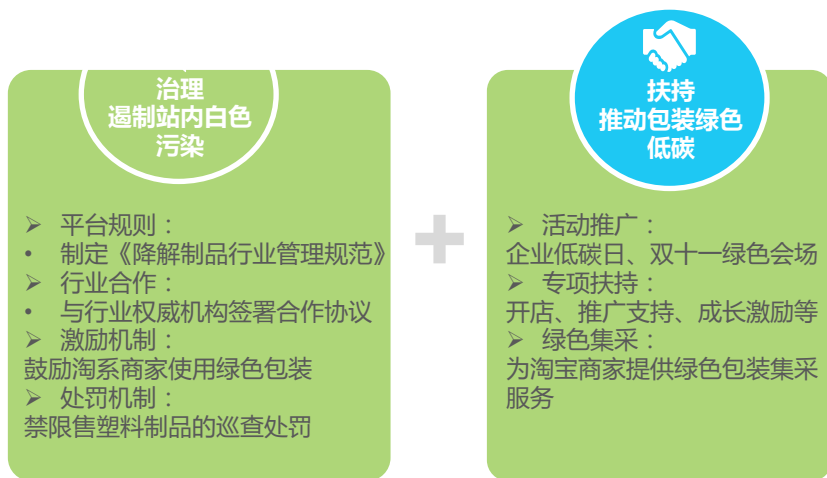 治理
遏制站内白色
污染
➢ 平台规则：
• 制定《降解制品行业管理规范》
➢ 行业合作：
• 与行业权威机构签署合作协议
➢ 激励机制：
鼓励淘系商家使用绿色包装
➢ 处罚机制：
禁限售塑料制品的巡查处罚
扶持
推动包装绿色
低碳
➢ 活动推广：
企业低碳日、双十一绿色会场
➢ 专项扶持：
开店、推广支持、成长激励等
➢ 绿色集采：
为淘宝商家提供绿色包装集采
服务